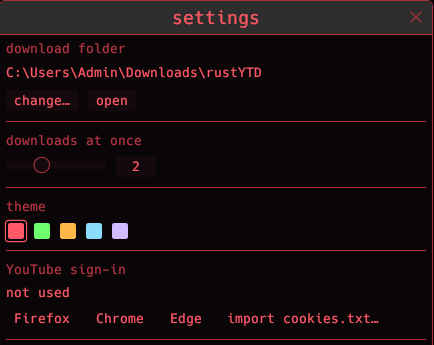 settings
download folder
C:\Users\Admin\Downloads\rustYTD
change… open
downloads at once
2
theme
YouTube sign-in
not used
Firefox Chrome Edge import cookies.txt…